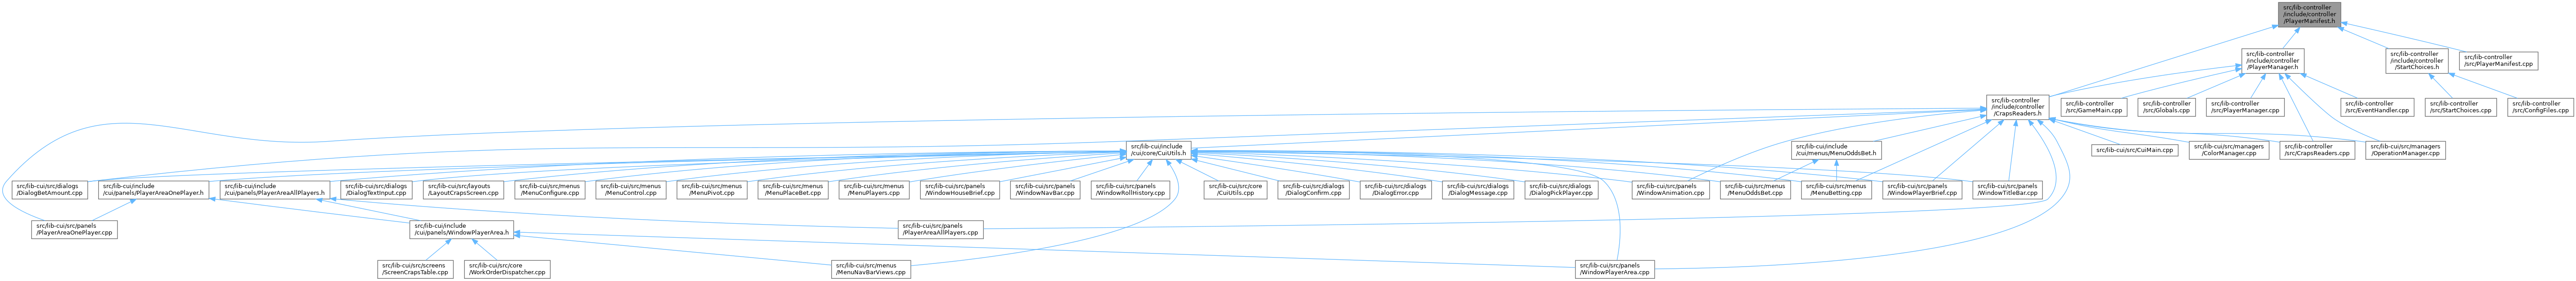 src/lib-controller
/include/controller
/PlayerManifest.h
src/lib-controller
/include/controller
/PlayerManager.h
src/lib-controller
/include/controller
/StartChoices.h
src/lib-controller
/src/PlayerManifest.cpp
src/lib-controller
/include/controller
/CrapsReaders.h
src/lib-controller
/src/GameMain.cpp
src/lib-controller
/src/Globals.cpp
src/lib-controller
/src/PlayerManager.cpp
src/lib-controller
/src/EventHandler.cpp
src/lib-controller
/src/StartChoices.cpp
src/lib-controller
/src/ConfigFiles.cpp
src/lib-cui/include
/cui/core/CuiUtils.h
src/lib-cui/include
/cui/menus/MenuOddsBet.h
src/lib-cui/src/CuiMain.cpp
src/lib-cui/src/managers
/ColorManager.cpp
src/lib-controller
/src/CrapsReaders.cpp
src/lib-cui/src/managers
/OperationManager.cpp
src/lib-cui/src/dialogs
/DialogBetAmount.cpp
src/lib-cui/include
/cui/panels/PlayerAreaOnePlayer.h
src/lib-cui/include
/cui/panels/PlayerAreaAllPlayers.h
src/lib-cui/src/dialogs
/DialogTextInput.cpp
src/lib-cui/src/layouts
/LayoutCrapsScreen.cpp
src/lib-cui/src/menus
/MenuConfigure.cpp
src/lib-cui/src/menus
/MenuControl.cpp
src/lib-cui/src/menus
/MenuPivot.cpp
src/lib-cui/src/menus
/MenuPlaceBet.cpp
src/lib-cui/src/menus
/MenuPlayers.cpp
src/lib-cui/src/panels
/WindowHouseBrief.cpp
src/lib-cui/src/panels
/WindowNavBar.cpp
src/lib-cui/src/panels
/WindowRollHistory.cpp
src/lib-cui/src/core
/CuiUtils.cpp
src/lib-cui/src/dialogs
/DialogConfirm.cpp
src/lib-cui/src/dialogs
/DialogError.cpp
src/lib-cui/src/dialogs
/DialogMessage.cpp
src/lib-cui/src/dialogs
/DialogPickPlayer.cpp
src/lib-cui/src/panels
/WindowAnimation.cpp
src/lib-cui/src/menus
/MenuOddsBet.cpp
src/lib-cui/src/menus
/MenuBetting.cpp
src/lib-cui/src/panels
/WindowPlayerBrief.cpp
src/lib-cui/src/panels
/WindowTitleBar.cpp
src/lib-cui/src/panels
/PlayerAreaOnePlayer.cpp
src/lib-cui/include
/cui/panels/WindowPlayerArea.h
src/lib-cui/src/panels
/PlayerAreaAllPlayers.cpp
src/lib-cui/src/screens
/ScreenCrapsTable.cpp
src/lib-cui/src/core
/WorkOrderDispatcher.cpp
src/lib-cui/src/menus
/MenuNavBarViews.cpp
src/lib-cui/src/panels
/WindowPlayerArea.cpp